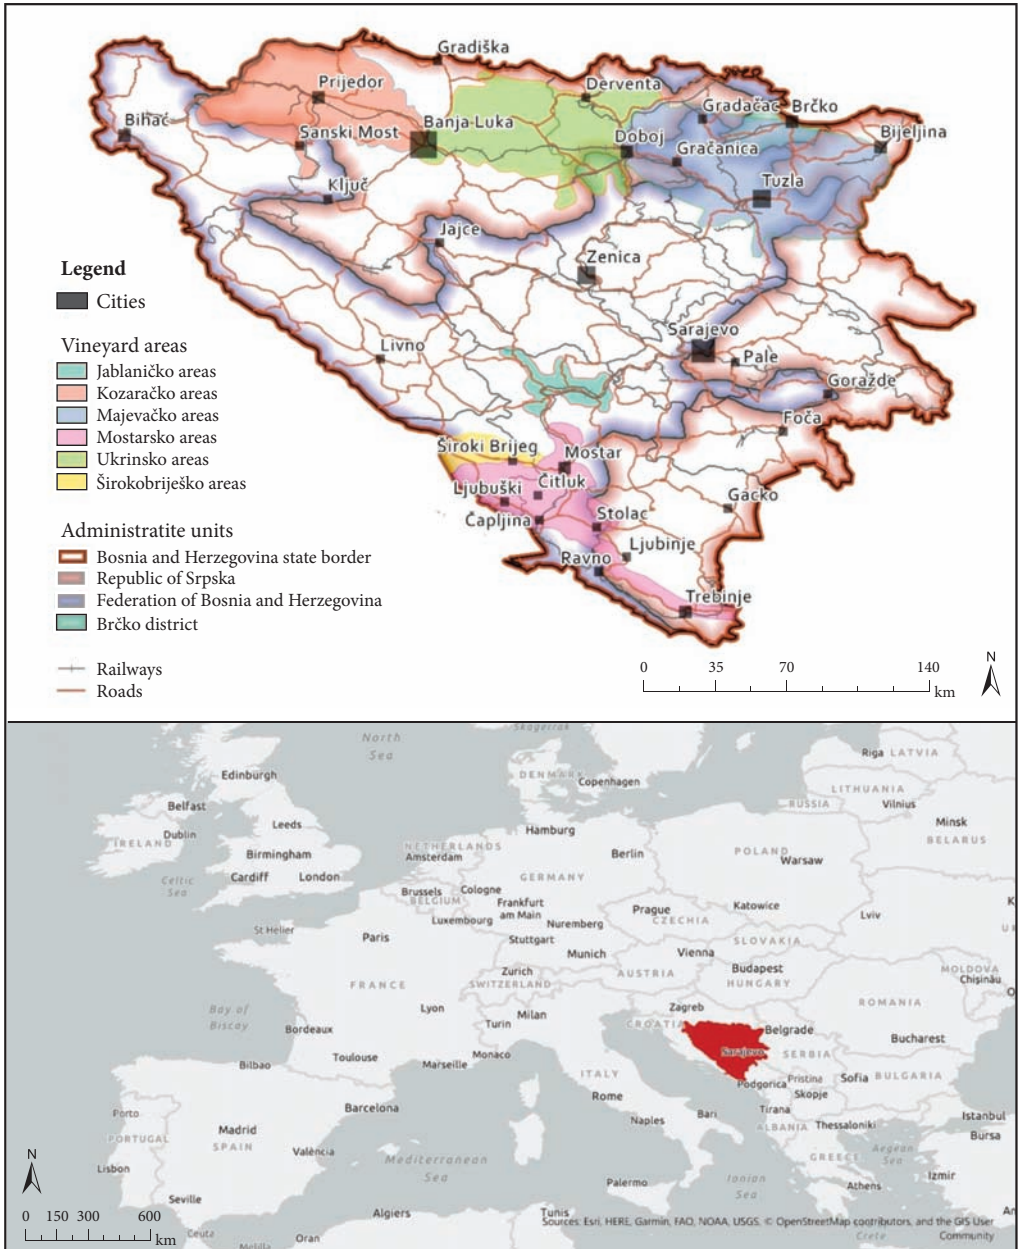 Gradiška
Prijedor
Derventa
Bihać
Sanski Most
Banja Luka
Gradačac
Brčko
Doboj
Gračanica
Bijeljina
Ključ
Tuzla
Jajce
Zenica
Sarajevo
Livno
Pale
Goražde
Foča
Široki Brijeg
Mostar
Ljubuški
Čitluk
Gacko
Čapljina
Stolac
Ljubinje
Ravno
Trebinje
Legend
Cities
Vineyard areas
Jablaničko areas
Kozaračko areas
Majevačko areas
Mostarsko areas
Ukrinsko areas
Širokobriješko areas
Administratite units
Bosnia and Herzegovina state border
Republic of Srpska
Federation of Bosnia and Herzegovina
Brčko district
Railways
Roads
0 35 70 140
km
N
Skagerrak
North
Sea
Edinburgh
DENMARK
Copenhagen
Riga LATVIA
LITHUANIA
RUSSIA
Vilnius
Belfast
Dublin
IRELAND
Leeds
Birmingham
Cardiff
London
Celtic
Sea
NETHERLANDS
Amsterdam
Hamburg
Berlin
POLAND
Warsaw
Minsk
BELARUS
GERMANY
Brussels
BELGIUM
Cologne
Frankfurt
am Main
Luxembourg
Nuremberg
Prague
CZECHIA
Katowice
Lviv
K
St Helier
Paris
Stuttgart
Munich
Vienna
SLOVAKIA
Zurich
SWITZERLAND
AUSTRIA
Budapest
HUNGARY
MOLDOVA
Chișinău
O
FRANCE
ROMANIA
Bay of
Biscay
Lyon
Turin
Milan
Zagreb
CROATIA
Belgrade
Bucharest
Bordeaux
Sarajevo
SERBIA
Bilbao
Toulouse
Marseille
Monaco
ITALY
Podgorica
Pristina
Skopje
Sofia
BULGARIA
Rome
Porto
PORTUGAL
Barcelona
Naples
Bari
Tirana
ALBANIA
Thessaloniki
Istanbul
Bursa
Madrid
SPAIN
València
Lisbon
Mediterranean
Sea
GREECE
Aegean
Sea
Izmir
Palermo
Ionian
Sea
Athens
Seville
Algiers
Tunis
Ceuta
Oran
Melilla
Crete
An
N
0 150 300 600
km
Sources: Esri, HERE, Garmin, FAO, NOAA, USGS, © OpenStreetMap contributors, and the GIS User
Community